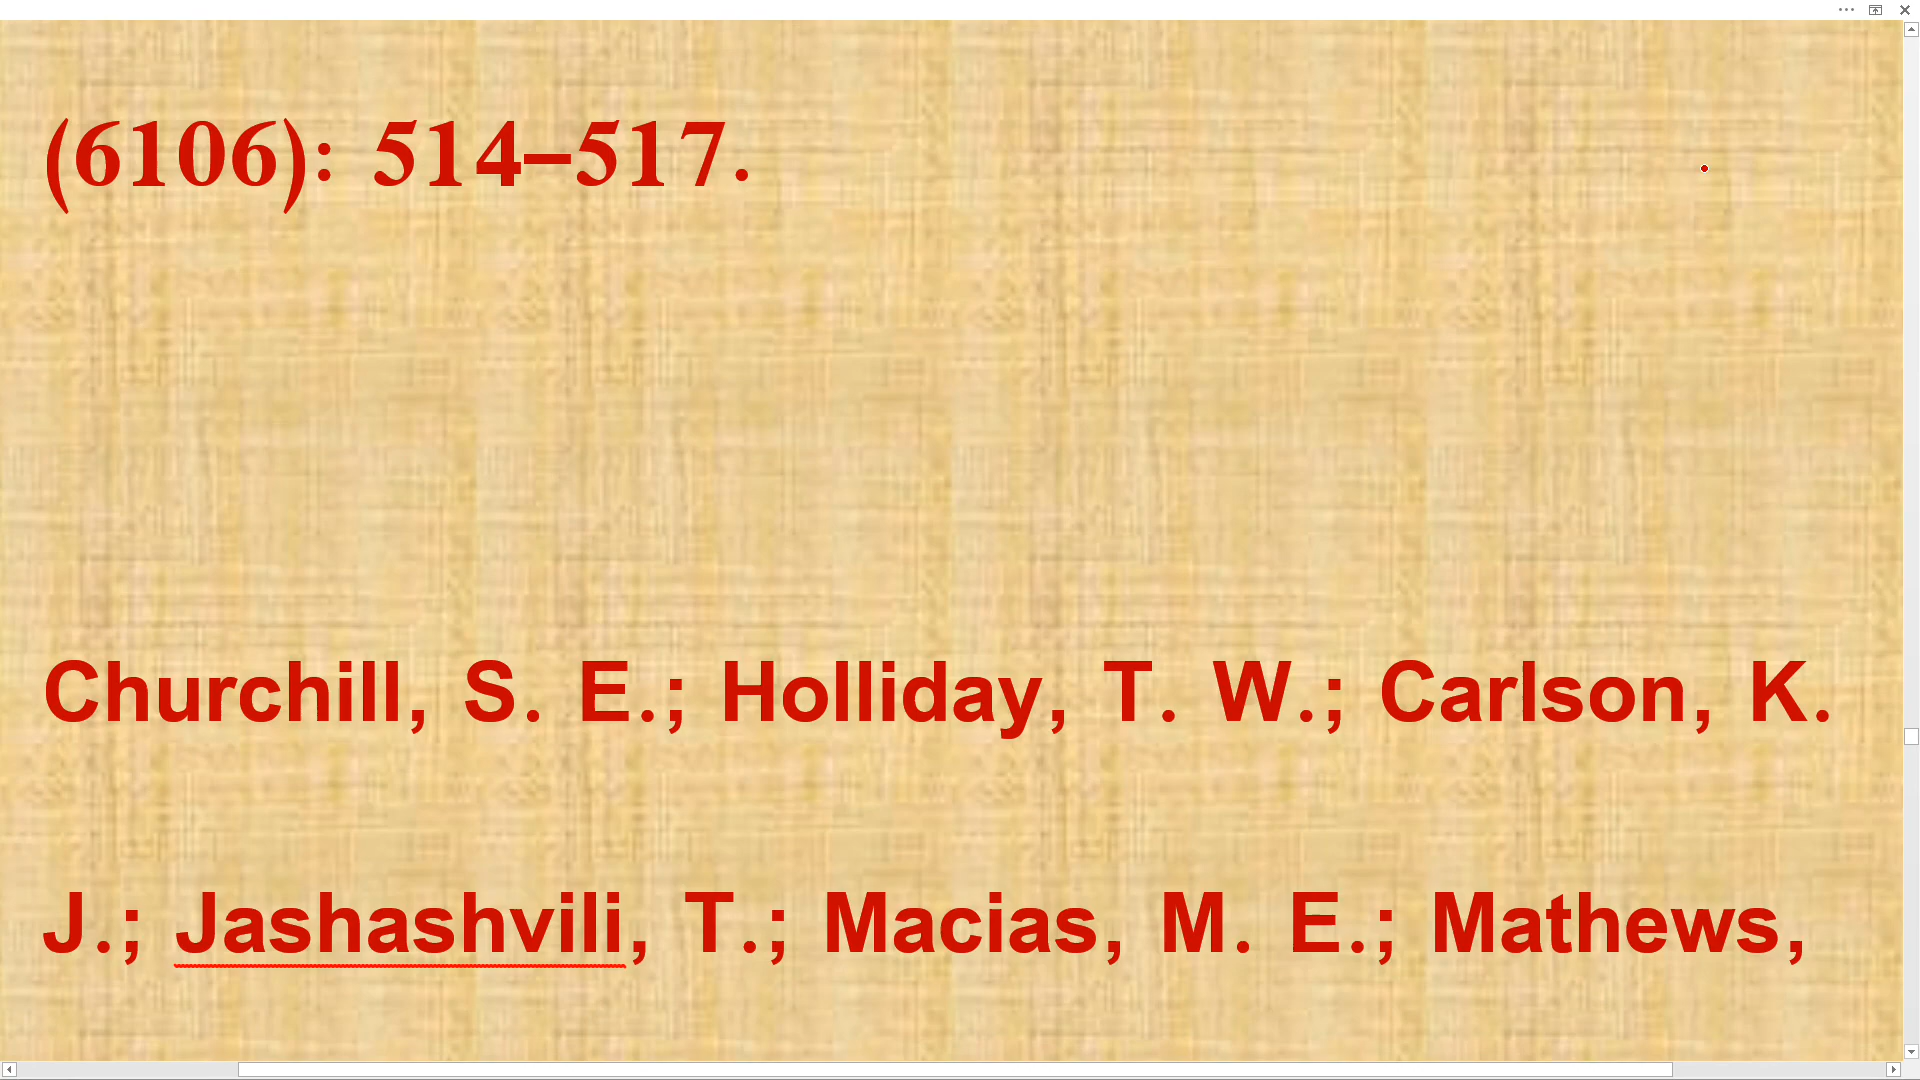 (6106): 514–517.
Churchill, S. E.; Holliday, T. W.; Carlson, K.
J.; Jashashvili, T.; Macias, M. E.; Mathews,